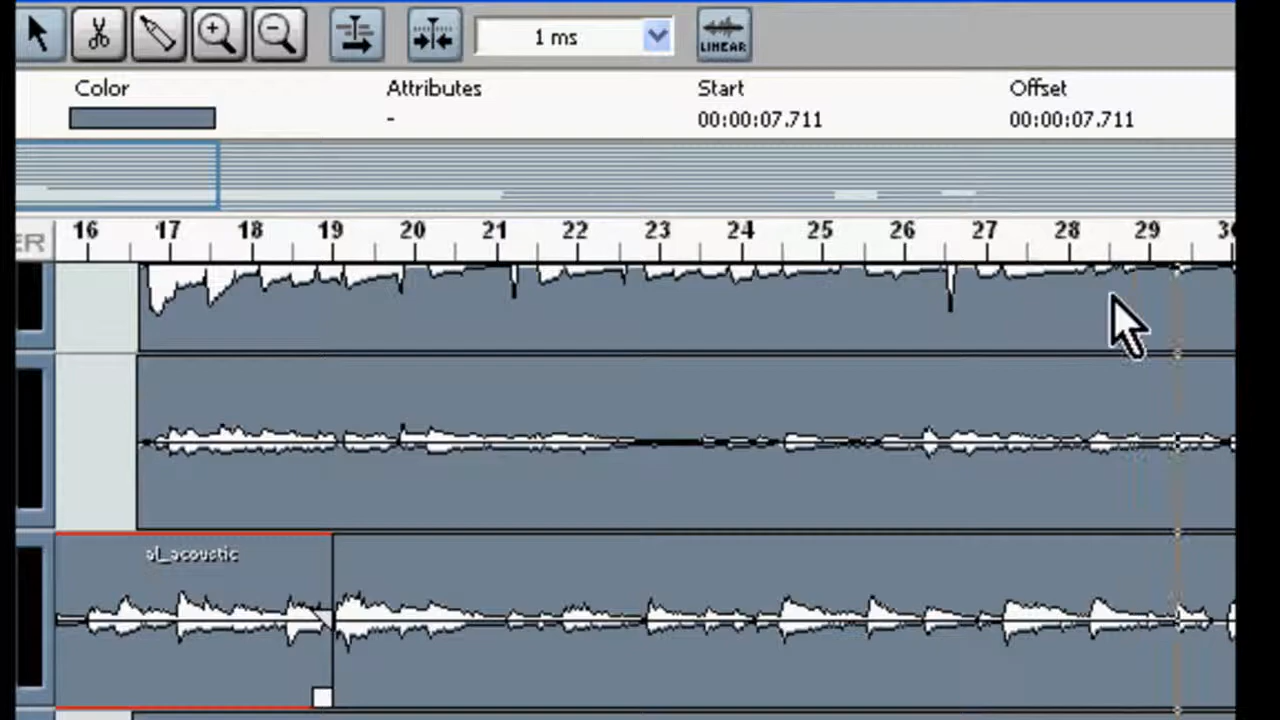 1 ms
LINEAR
Color Attributes Start Offset
- 00:00:07.711 00:00:07.711
ER 16 17 18 19 20 21 22 23 24 25 26 27 28 29 30
al_acoustic